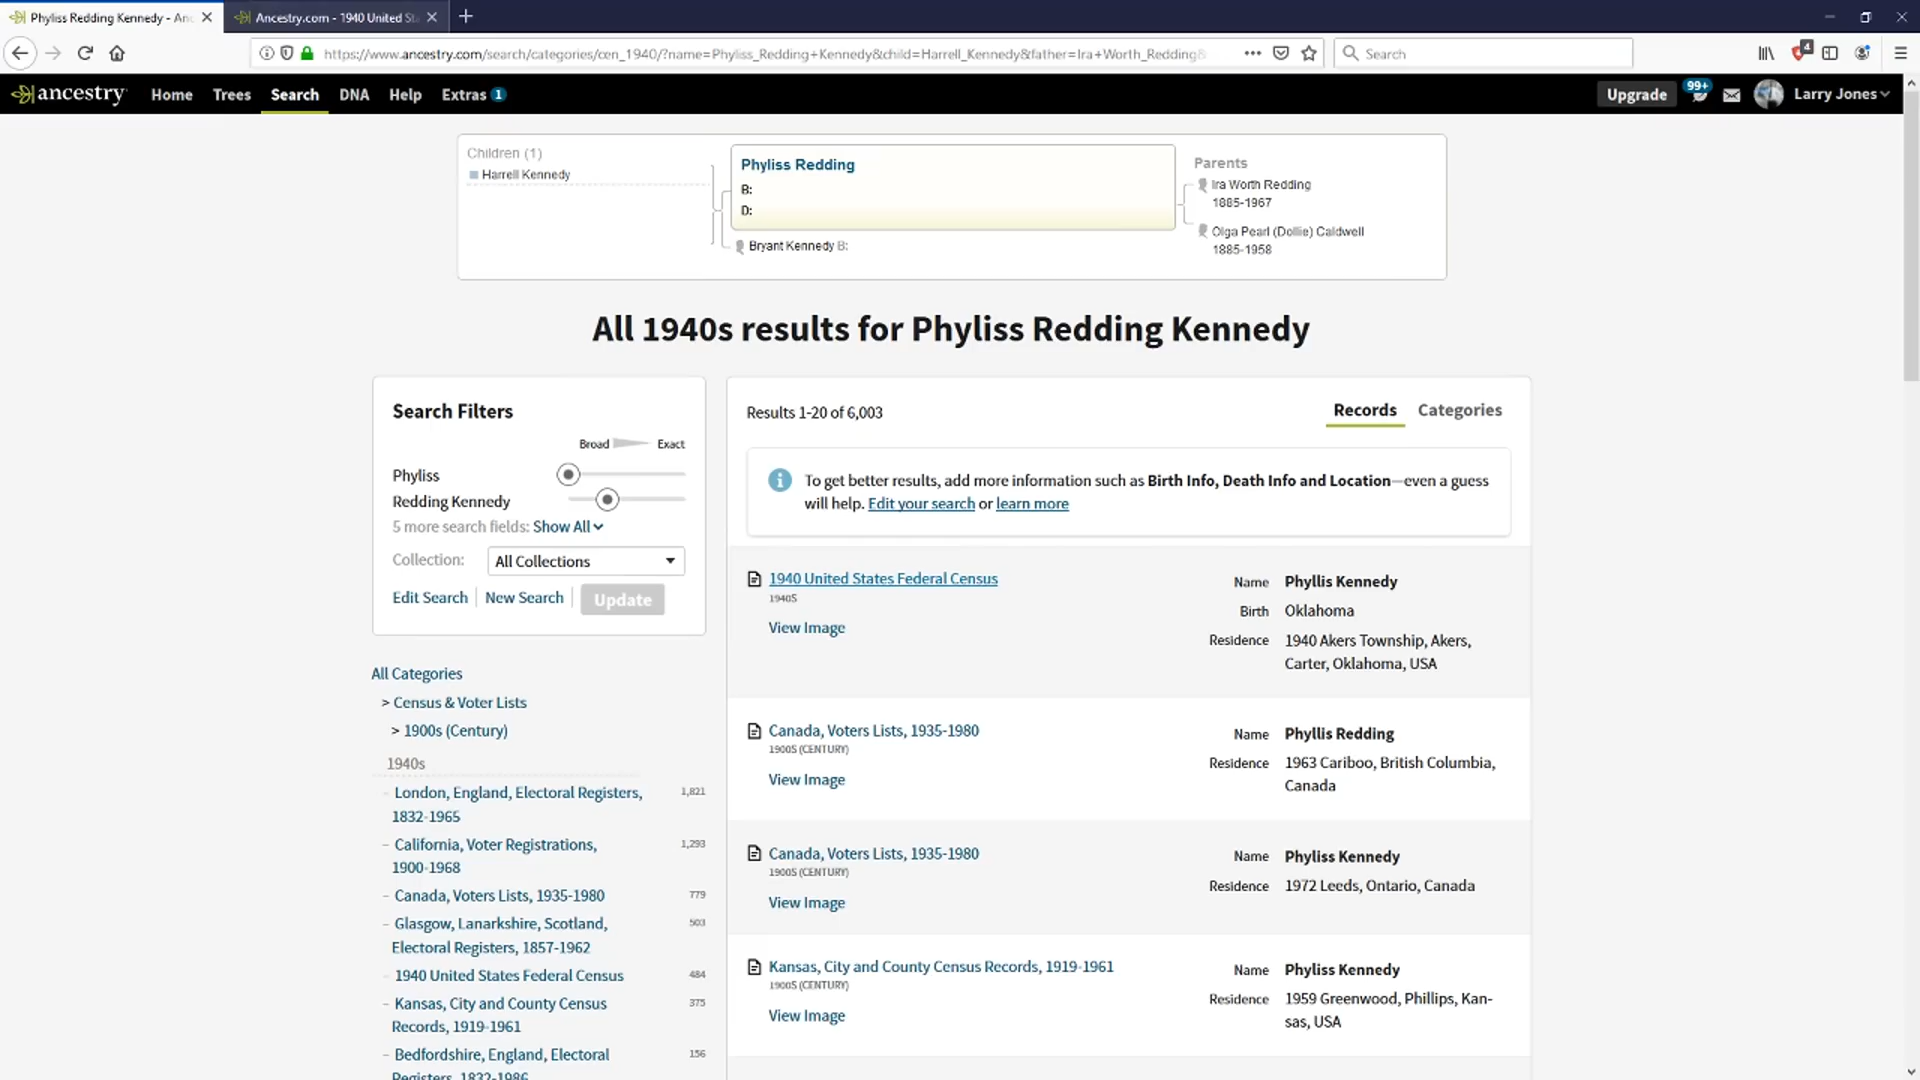 Phyliss Redding Kennedy - Anc
Ancestry.com - 1940 United Sta
https://www.ancestry.com/search/categories/cen_1940/?name=Phyliss_Redding+Kennedy&child=Harrell_Kennedy&father=Ira+Worth_Redding&
Search
4
ancestry
Home
Trees
Search
DNA
Help
Extras 1
Upgrade
99+
Larry Jones
Children (1)
Harrell Kennedy
Phyliss Redding
B:
D:
Bryant Kennedy B:
Parents
Ira Worth Redding
1885-1967
Olga Pearl (Dollie) Caldwell
1885-1958
All 1940s results for Phyliss Redding Kennedy
Search Filters
Broad Exact
Phyliss
Redding Kennedy
5 more search fields: Show All
Collection: All Collections
Edit Search New Search Update
All Categories
> Census & Voter Lists
> 1900s (Century)
1940s
London, England, Electoral Registers, 1,821
1832-1965
California, Voter Registrations, 1,293
1900-1968
Canada, Voters Lists, 1935-1980 779
Glasgow, Lanarkshire, Scotland, 503
Electoral Registers, 1857-1962
1940 United States Federal Census 484
Kansas, City and County Census 375
Records, 1919-1961
Bedfordshire, England, Electoral 156
Registers, 1832-1986
Results 1-20 of 6,003
Records Categories
To get better results, add more information such as Birth Info, Death Info and Location—even a guess
will help. Edit your search or learn more
1940 United States Federal Census
1940S
View Image
Name Phyllis Kennedy
Birth Oklahoma
Residence 1940 Akers Township, Akers,
Carter, Oklahoma, USA
Canada, Voters Lists, 1935-1980
1900S (CENTURY)
View Image
Name Phyllis Redding
Residence 1963 Cariboo, British Columbia,
Canada
Canada, Voters Lists, 1935-1980
1900S (CENTURY)
View Image
Name Phyliss Kennedy
Residence 1972 Leeds, Ontario, Canada
Kansas, City and County Census Records, 1919-1961
1900S (CENTURY)
View Image
Name Phyliss Kennedy
Residence 1959 Greenwood, Phillips, Kan-
sas, USA